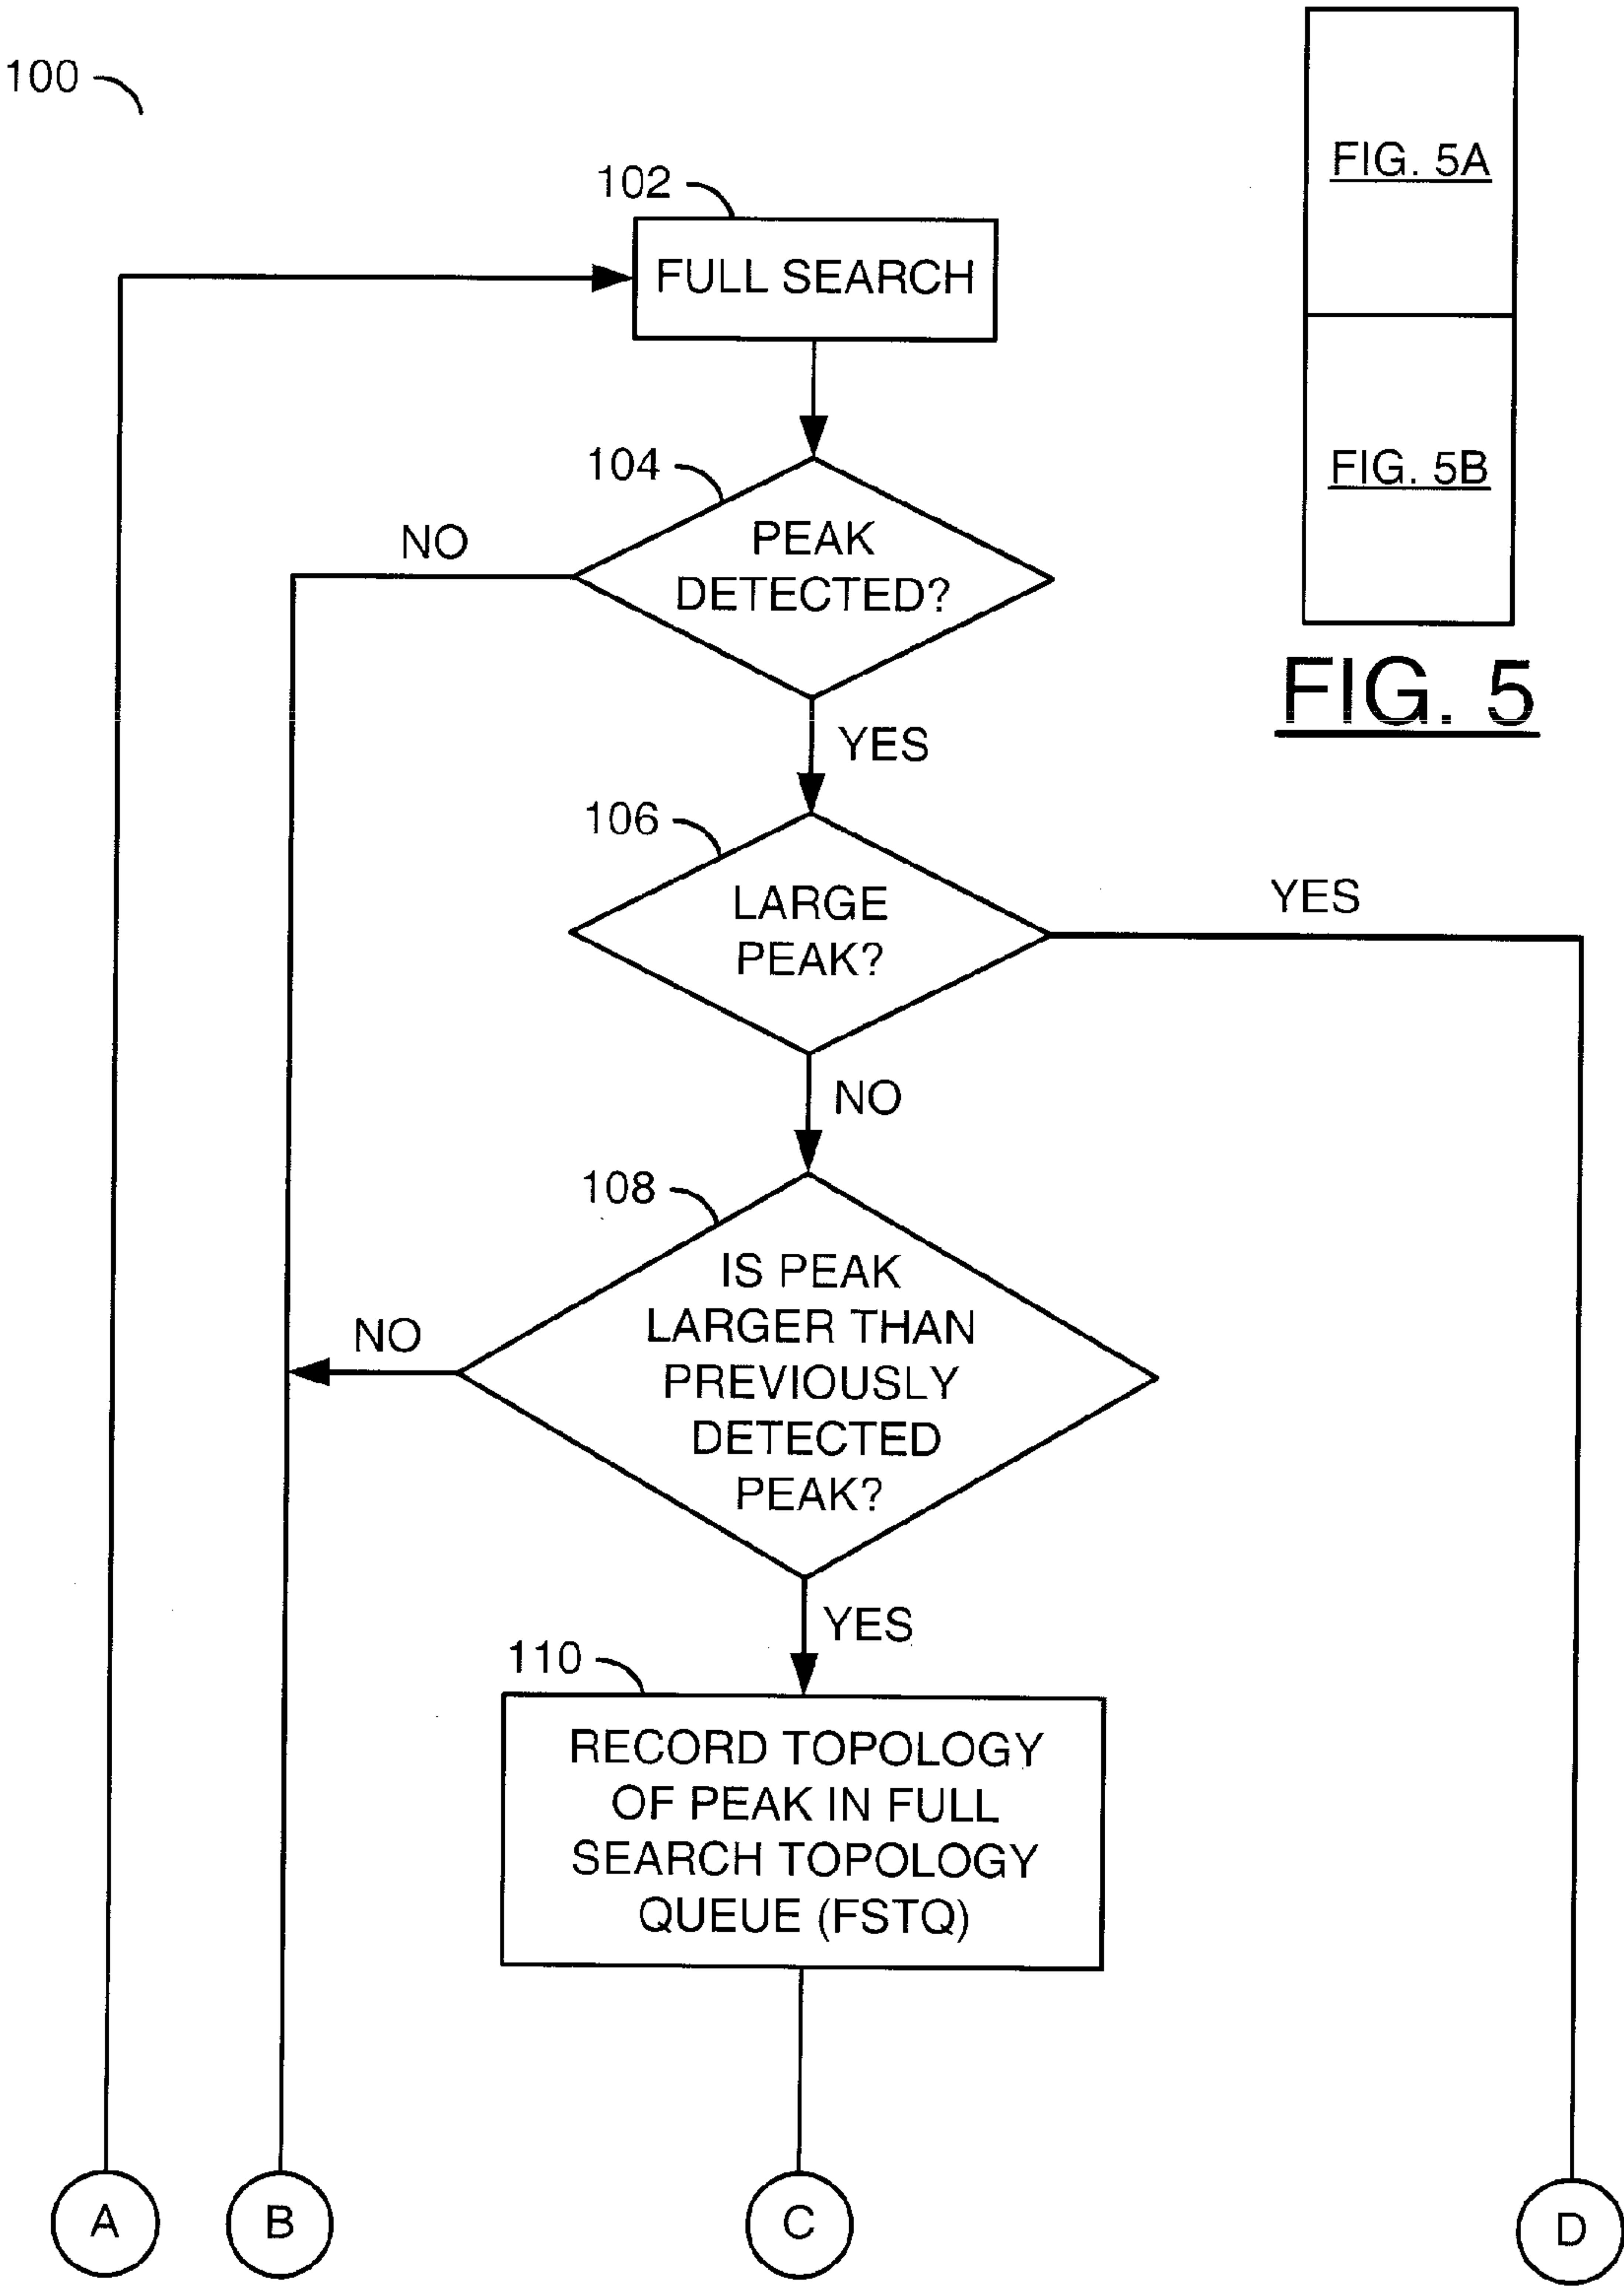 100
102
FULL SEARCH
FIG. 5A
FIG. 5B
FIG. 5
104
PEAK
DETECTED?
NO
YES
106
LARGE
PEAK?
YES
NO
108
IS PEAK
LARGER THAN
PREVIOUSLY
DETECTED
PEAK?
NO
YES
110
RECORD TOPOLOGY
OF PEAK IN FULL
SEARCH TOPOLOGY
QUEUE (FSTQ)
A
B
C
D